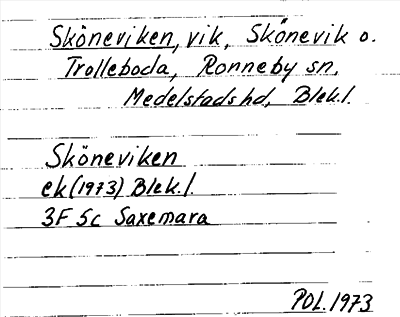 Sköneviken, vik, Skönevik o.
Trolleboda, Ronneby sn,
Medelstads hd, Blek.l.
Sköneviken
ek (1973) Blek.l.
3F 5c Saxemara
POL. 1973